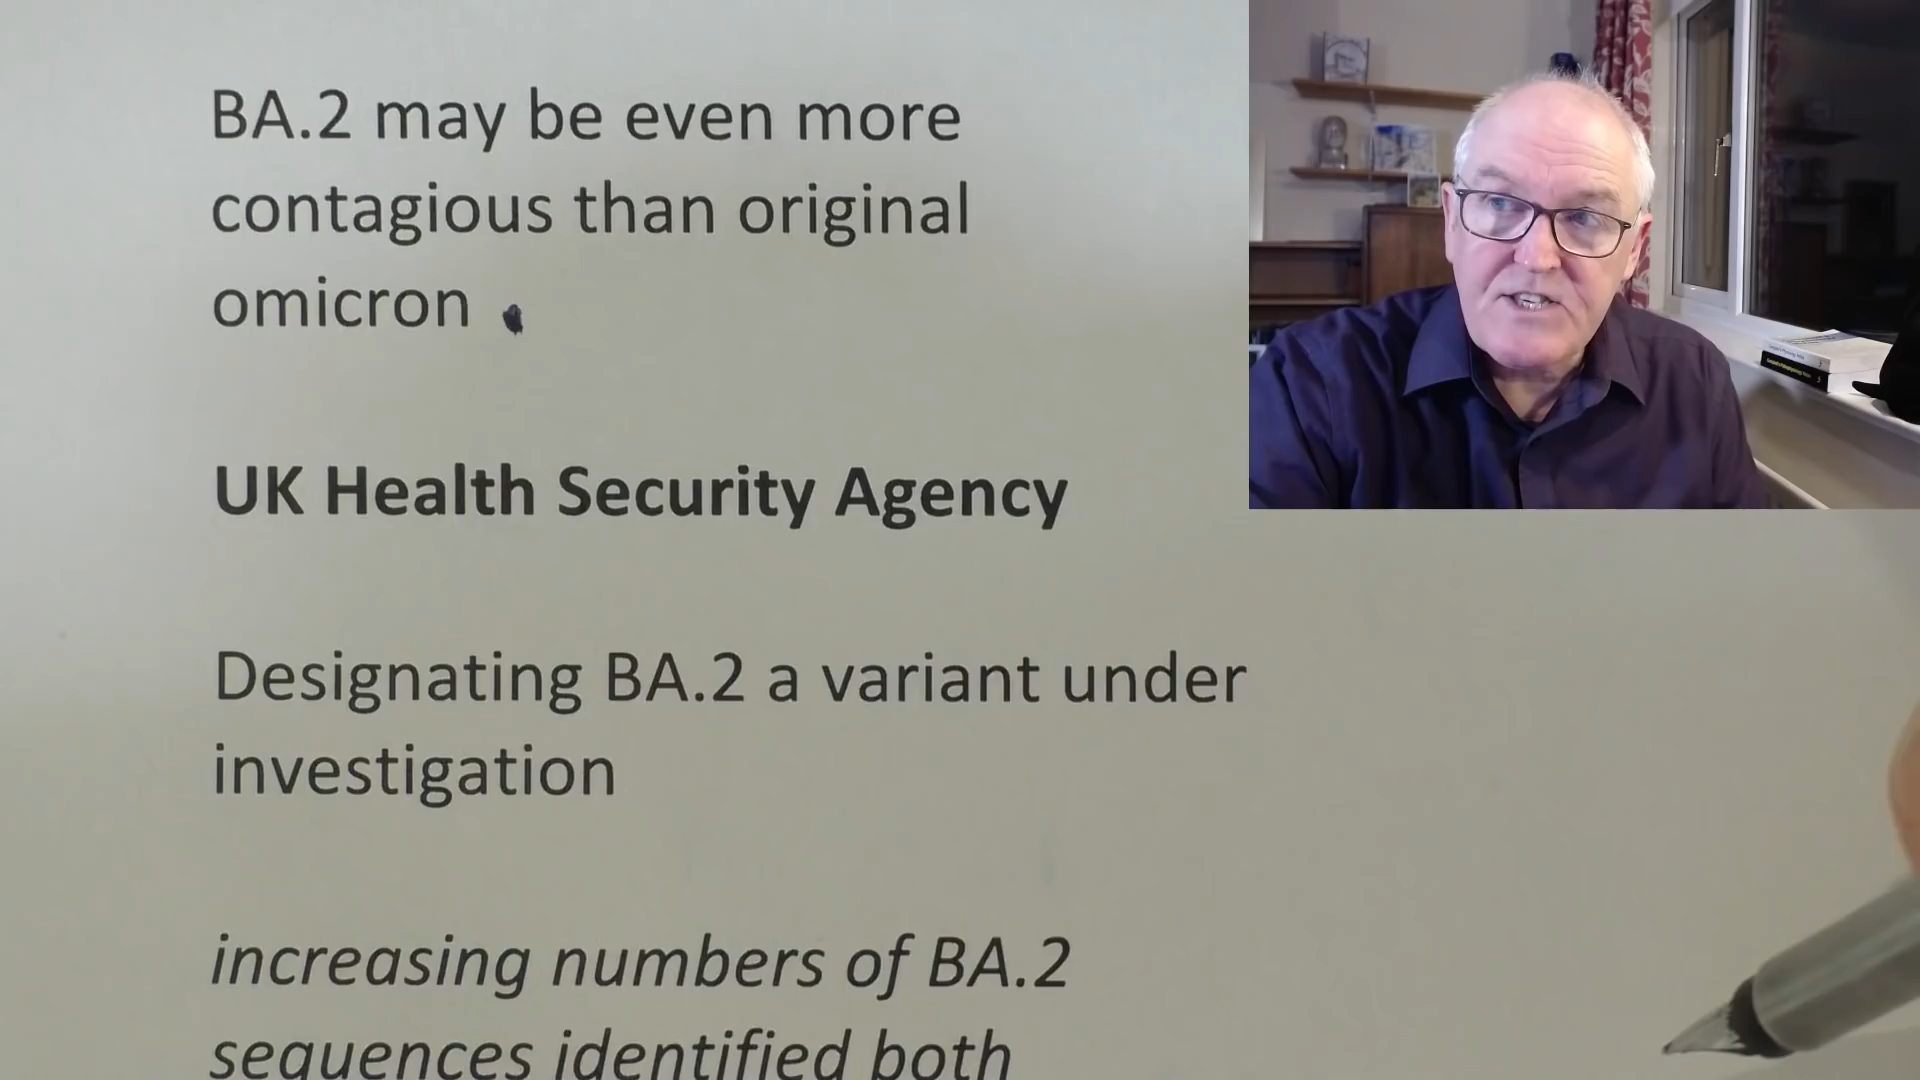 BA.2 may be even more
contagious than original
omicron
UK Health Security Agency
Designating BA.2 a variant under
investigation
increasing numbers of BA.2
sequences identified both